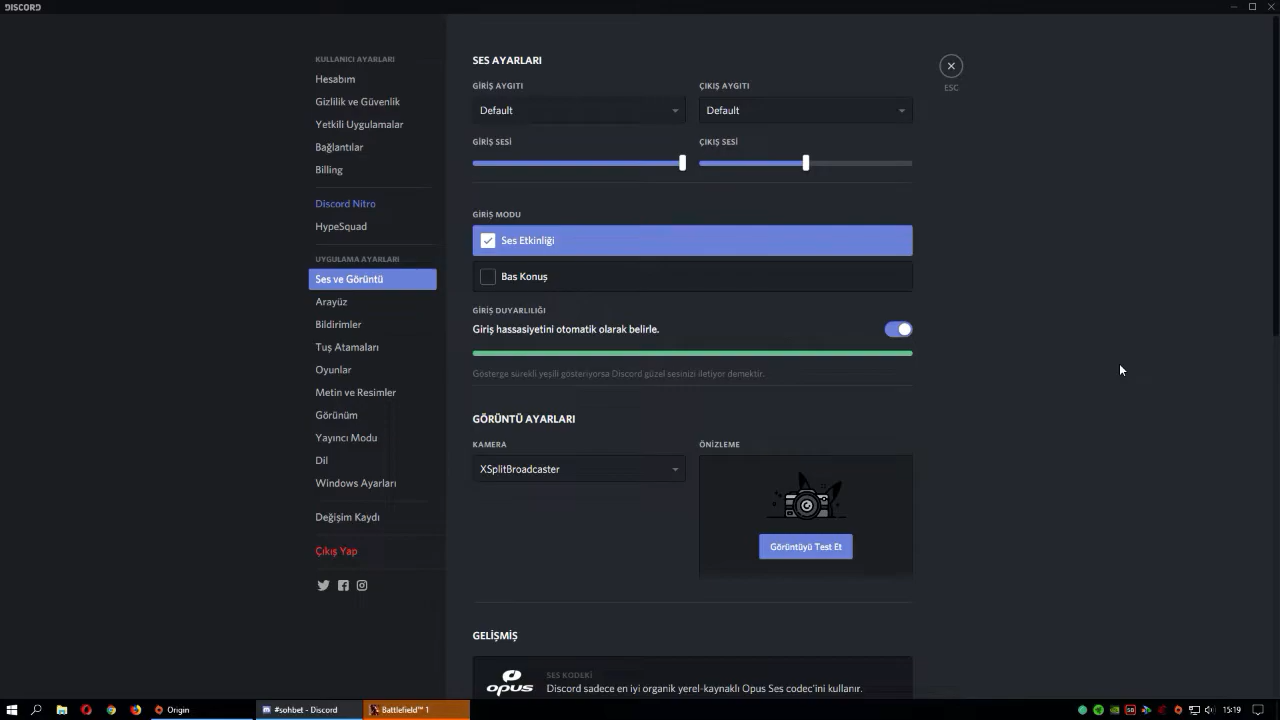 DISCORD
KULLANICI AYARLARI
Hesabım
Gizlilik ve Güvenlik
Yetkili Uygulamalar
Bağlantılar
Billing
Discord Nitro
HypeSquad
UYGULAMA AYARLARI
Ses ve Görüntü
Arayüz
Bildirimler
Tuş Atamaları
Oyunlar
Metin ve Resimler
Görünüm
Yayıncı Modu
Dil
Windows Ayarları
Değişim Kaydı
Çıkış Yap
SES AYARLARI
GİRİŞ AYGITI
ÇIKIŞ AYGITI
Default
Default
GİRİŞ SESİ
ÇIKIŞ SESİ
GİRİŞ MODU
Ses Etkinliği
Bas Konuş
GİRİŞ DUYARLILIĞI
Giriş hassasiyetini otomatik olarak belirle.
Gösterge sürekli yeşili gösteriyorsa Discord güzel sesinizi iletiyor demektir.
GÖRÜNTÜ AYARLARI
KAMERA
ÖNİZLEME
XSplitBroadcaster
Görüntüyü Test Et
GELİŞMİŞ
opus
SES KODEKİ
Discord sadece en iyi organik yerel-kaynaklı Opus Ses codec'ini kullanır.
ESC
Origin
#sohbet - Discord
Battlefield™ 1
15:19